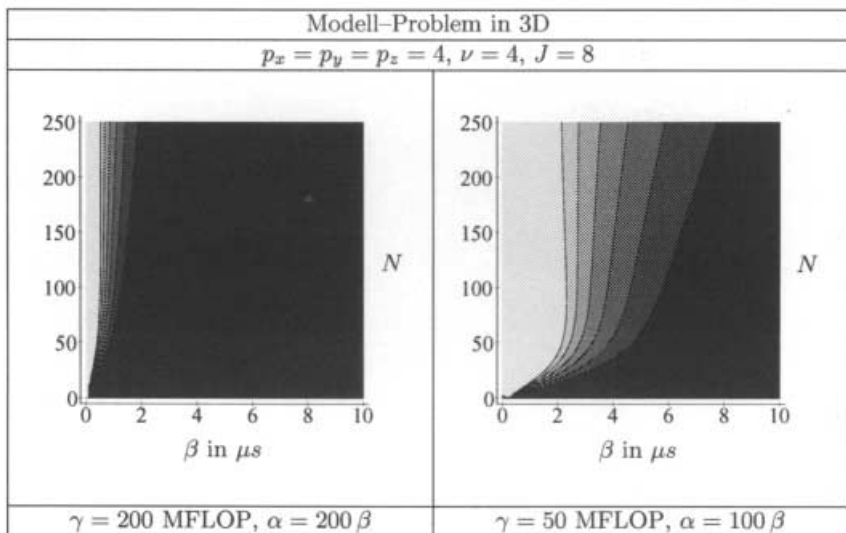 Modell–Problem in 3D
p_x = p_y = p_z = 4, ν = 4, J = 8
250
200
150
100
50
0
0 2 4 6 8 10
N
β in μs
250
200
150
100
50
0
0 2 4 6 8 10
N
β in μs
γ = 200 MFLOP, α = 200 β
γ = 50 MFLOP, α = 100 β